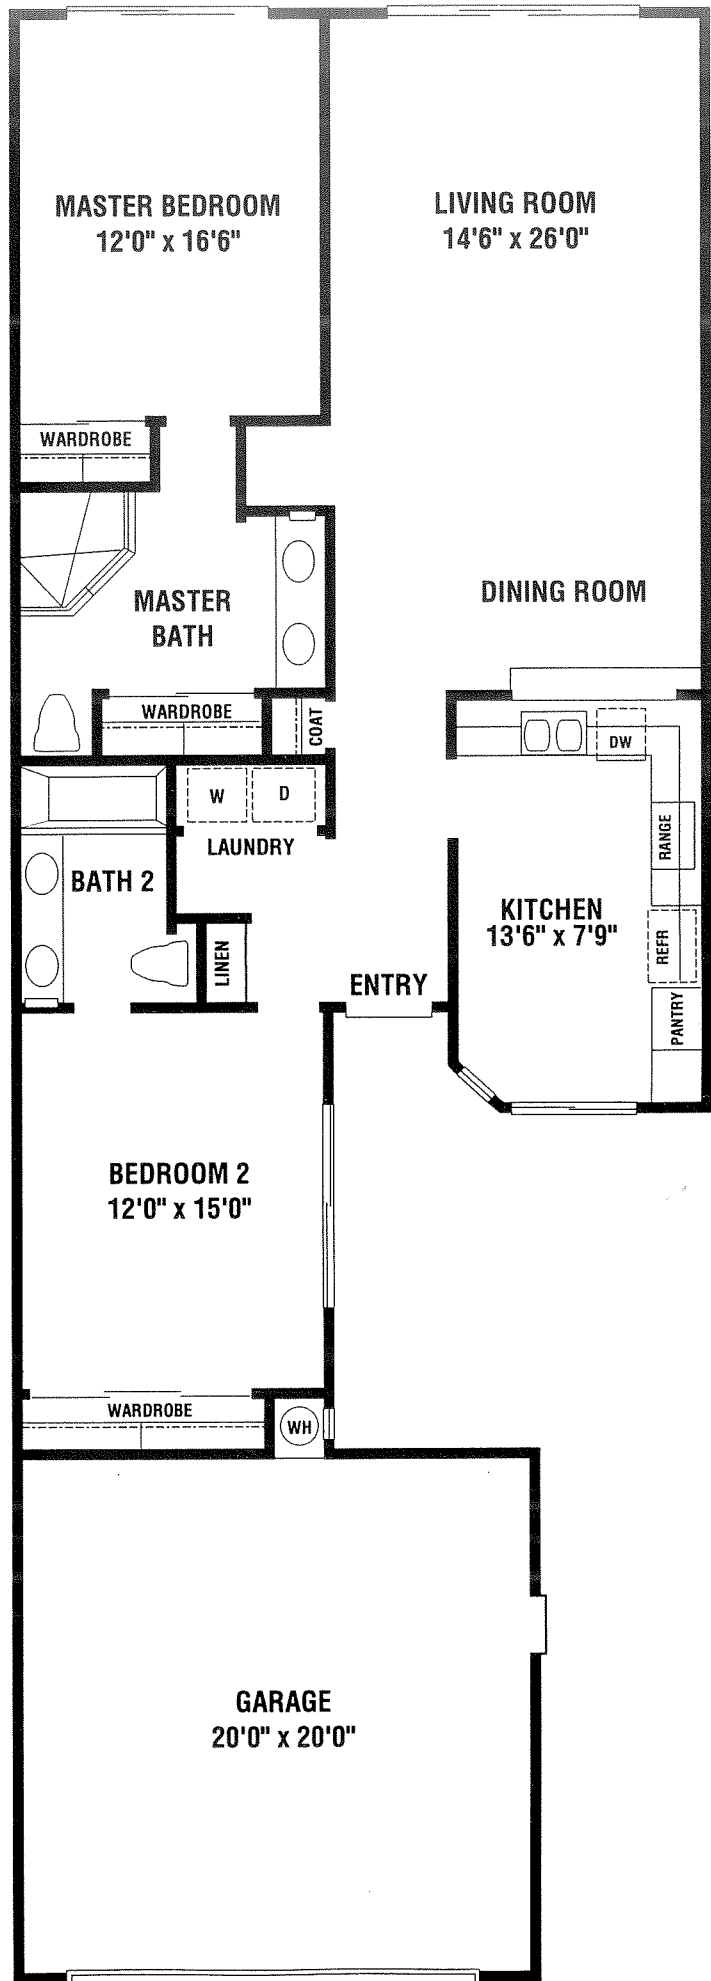 MASTER BEDROOM
12'0" x 16'6"
LIVING ROOM
14'6" x 26'0"
WARDROBE
MASTER
BATH
DINING ROOM
WARDROBE
COAT
DW
W
D
LAUNDRY
RANGE
BATH 2
KITCHEN
13'6" x 7'9"
REFR
LINEN
ENTRY
PANTRY
BEDROOM 2
12'0" x 15'0"
WARDROBE
WH
GARAGE
20'0" x 20'0"